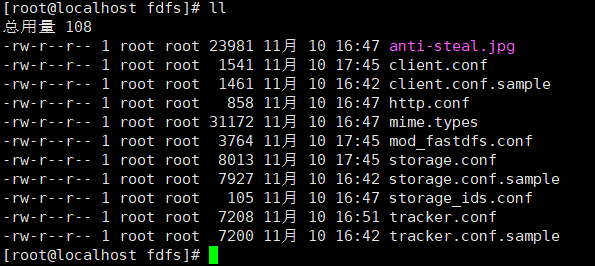 [root@localhost fdfs]# ll
总用量 108
-rw-r--r-- 1 root root 23981 11月 10 16:47 anti-steal.jpg
-rw-r--r-- 1 root root  1541 11月 10 17:45 client.conf
-rw-r--r-- 1 root root  1461 11月 10 16:42 client.conf.sample
-rw-r--r-- 1 root root   858 11月 10 16:47 http.conf
-rw-r--r-- 1 root root 31172 11月 10 16:47 mime.types
-rw-r--r-- 1 root root  3764 11月 10 17:45 mod_fastdfs.conf
-rw-r--r-- 1 root root  8013 11月 10 17:45 storage.conf
-rw-r--r-- 1 root root  7927 11月 10 16:42 storage.conf.sample
-rw-r--r-- 1 root root   105 11月 10 16:47 storage_ids.conf
-rw-r--r-- 1 root root  7208 11月 10 16:51 tracker.conf
-rw-r--r-- 1 root root  7200 11月 10 16:42 tracker.conf.sample
[root@localhost fdfs]#